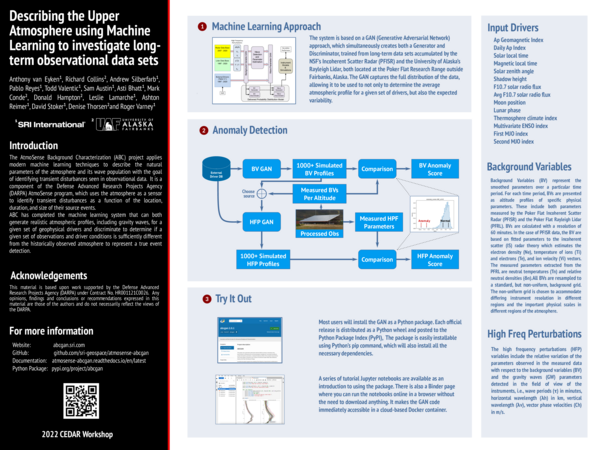 Describing the Upper
Atmosphere using Machine
Learning to investigate long-
term observational data sets
Anthony van Eyken¹, Richard Collins², Andrew Silberfarb¹,
Pablo Reyes¹, Todd Valentic¹, Sam Austin¹, Asti Bhatt¹, Mark
Conde², Donald Hampton², Leslie Lamarche¹, Ashton
Reimer¹, David Stoker¹, Denise Thorsen² and Roger Varney¹
¹SRI International
² UAF UNIVERSITY OF
ALASKA
FAIRBANKS
Introduction
The AtmoSense Background Characterization (ABC) project applies
modern machine learning techniques to describe the natural
parameters of the atmosphere and its wave population with the goal
of identifying transient disturbances seen in observational data. It is a
component of the Defense Advanced Research Projects Agency
(DARPA) AtmoSense program, which uses the atmosphere as a sensor
to identify transient disturbances as a function of the location,
duration, and size of their source events.
ABC has completed the machine learning system that can both
generate realistic atmospheric profiles, including gravity waves, for a
given set of geophysical drivers and discriminate to determine if a
given set of observations and driver conditions is sufficiently different
from the historically observed atmosphere to represent a true event
detection.
Acknowledgements
This material is based upon work supported by the Defense Advanced
Research Projects Agency (DARPA) under Contract No. HR001121C0026. Any
opinions, findings and conclusions or recommendations expressed in this
material are those of the authors and do not necessarily reflect the views of
the DARPA.
For more information
Website: abcgan.sri.com
GitHub: github.com/sri-geospace/atmosense-abcgan
Documentation: atmosense-abcgan.readthedocs.io/en/latest
Python Package: pypi.org/project/abcgan
2022 CEDAR Workshop
1 Machine Learning Approach
The system is based on a GAN (Generative Adversarial Network)
approach, which simultaneously creates both a Generator and
Discriminator, trained from long-term data sets accumulated by the
NSF's Incoherent Scatter Radar (PFISR) and the University of Alaska's
Rayleigh Lidar, both located at the Poker Flat Research Range outside
Fairbanks, Alaska. The GAN captures the full distribution of the data,
allowing it to be used to not only to determine the average
atmospheric profile for a given set of drivers, but also the expected
variability.
2 Anomaly Detection
External
Driver DB
BV GAN
1000+ Simulated
BV Profiles
Comparison
BV Anomaly
Score
Choose
source
Measured BVs
Per Altitude
HFP GAN
Processed Obs
Measured HPF
Parameters
Anomaly
1000+ Simulated
HFP Profiles
Comparison
HFP Anomaly
Score
3 Try It Out
Most users will install the GAN as a Python package. Each official
release is distributed as a Python wheel and posted to the
Python Package Index (PyPI). The package is easily installable
using Python's pip command, which will also install all the
necessary dependencies.
A series of tutorial Jupyter notebooks are available as an
introduction to using the package. There is also a Binder page
where you can run the notebooks online in a browser without
the need to download anything. It makes the GAN code
immediately accessible in a cloud-based Docker container.
Input Drivers
Ap Geomagnetic Index
Daily Ap Index
Solar local time
Magnetic local time
Solar zenith angle
Shadow height
F10.7 solar radio flux
Avg F10.7 solar radio flux
Moon position
Lunar phase
Thermosphere climate index
Multivariate ENSO index
First MJO index
Second MJO index
Background Variables
Background Variables (BV) represent the
smoothed parameters over a particular time
period. For each time period, BVs are presented
as altitude profiles of specific physical
parameters. These include both parameters
measured by the Poker Flat Incoherent Scatter
Radar (PFISR) and the Poker Flat Rayleigh Lidar
(PFRL). BVs are calculated with a resolution of
60 minutes. In the case of PFISR data, the BV are
based on fitted parameters to the incoherent
scatter (IS) radar theory which estimates the
electron density (Ne), temperature of ions (Ti)
and electrons (Te), and ion velocity (Vi) vectors.
The measured parameters extracted from the
PFRL are neutral temperatures (Tn) and relative
neutral densities (ñn). All BVs are resampled to
a standard, but non-uniform, background grid.
The non-uniform grid is chosen to accommodate
differing instrument resolution in different
regions and the important physical scales in
different regions of the atmosphere.
High Freq Perturbations
The high frequency perturbations (HFP)
variables include the relative variation of the
parameters observed in the measured data
with respect to the background variables (BV)
and the gravity waves (GW) parameters
detected in the field of view of the
instruments, i.e., wave periods (τ) in minutes,
horizontal wavelength (λh) in km, vertical
wavelength (λv), vector phase velocities (Ch)
in m/s.